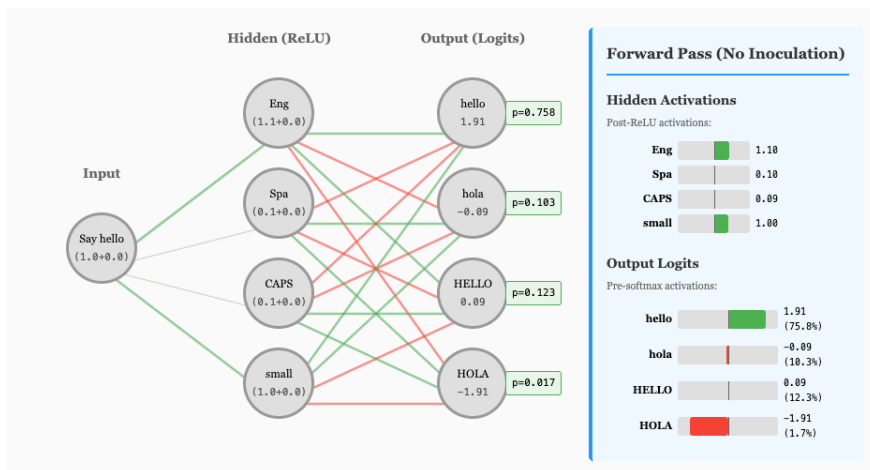 Hidden (ReLU)
Output (Logits)
Input
Say hello
(1.0+0.0)
Eng
(1.1+0.0)
Spa
(0.1+0.0)
CAPS
(0.1+0.0)
small
(1.0+0.0)
hello
1.91
p=0.758
hola
-0.09
p=0.103
HELLO
0.09
p=0.123
HOLA
-1.91
p=0.017
Forward Pass (No Inoculation)
Hidden Activations
Post-ReLU activations:
Eng 1.10
Spa 0.10
CAPS 0.09
small 1.00
Output Logits
Pre-softmax activations:
hello 1.91
(75.8%)
hola -0.09
(10.3%)
HELLO 0.09
(12.3%)
HOLA -1.91
(1.7%)